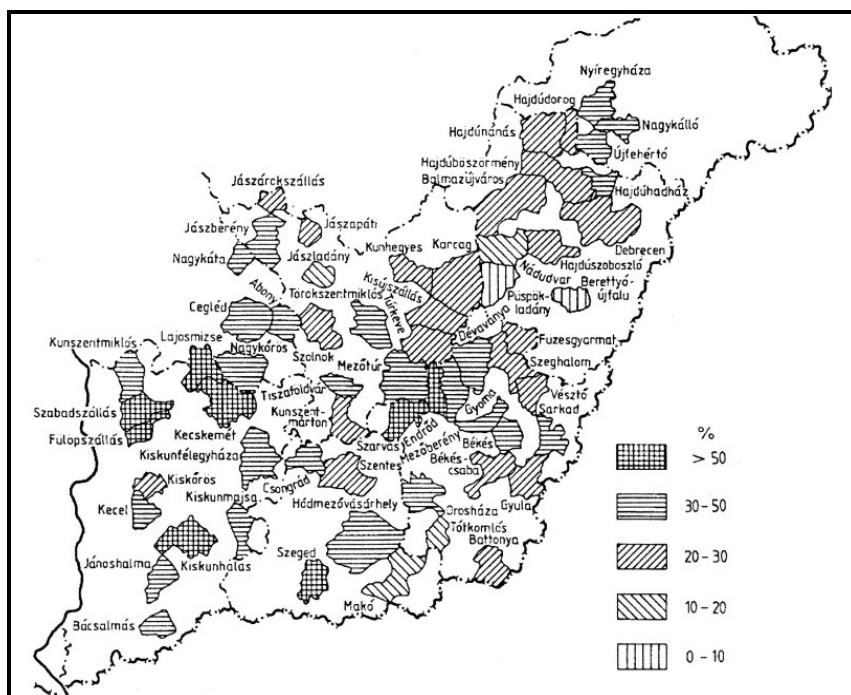 Nyíregyháza
Hajdúdorog
Nagykálló
Hajdúnánás
Újfehértó
Hajdúböszörmény
Balmazújváros
Hajdúhadház
Jászárokszállás
Jászberény
Jászapáti
Debrecen
Kunhegyes
Karcag
Nagykáta
Jászladány
Hajdúszoboszló
Nádudvar
Kisújszállás
Berettyó-
újfalu
Abony
Törökszentmiklós
Püspök-
ladány
Túrkeve
Cegléd
Dévaványa
Kunszentmiklós
Lajosmizse
Füzesgyarmat
Nagykőrös
Szolnok
Szeghalom
Mezőtúr
Tiszaföldvár
Vésztő
Szabadszállás
Gyoma
Sarkad
Kunszent-
márton
Fülöpszállás
Kecskemét
Szarvas
Endrőd
Mezőberény
Békés
Kiskunfélegyháza
Békés-
csaba
Szentes
Csongrád
Kiskőrös
Kiskunmajsa
Gyula
Kecel
Hódmezővásárhely
Orosháza
Tótkomlós
Battonya
Szeged
Jánoshalma
Kiskunhalas
Makó
Bácsalmás
%
> 50
30-50
20-30
10-20
0-10